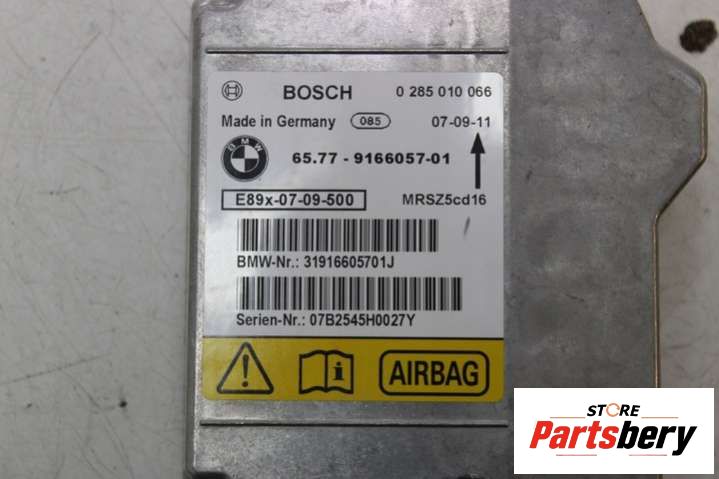 BOSCH 0 285 010 066
Made in Germany 085 07-09-11
BMW 65.77 - 9166057-01
E89x-07-09-500 MRSZ5cd16
BMW-Nr.: 31916605701J
Serien-Nr.: 07B2545H0027Y
AIRBAG
STORE
Partsbery